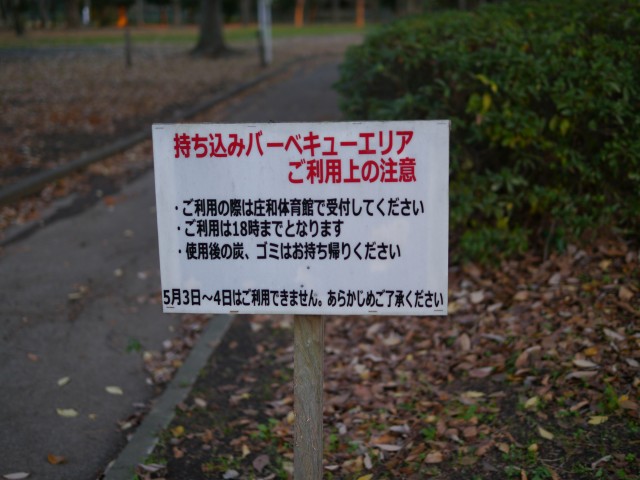 持ち込みバーベキューエリア
ご利用上の注意
・ご利用の際は庄和体育館で受付してください
・ご利用は18時までとなります
・使用後の炭、ゴミはお持ち帰りください
5月3日～4日はご利用できません。あらかじめご了承ください